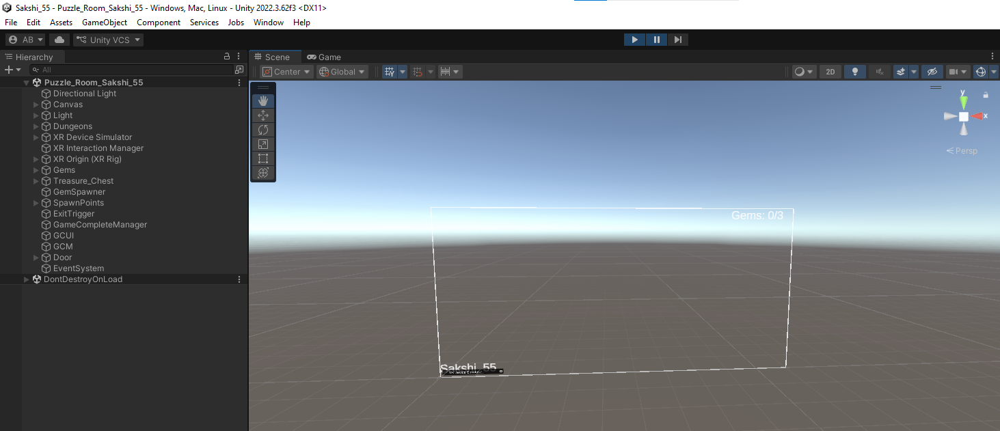 Sakshi_55 - Puzzle_Room_Sakshi_55 - Windows, Mac, Linux - Unity 2022.3.62f3 <DX11>
File Edit Assets GameObject Component Services Jobs Window Help
AB Unity VCS
Hierarchy
All
Puzzle_Room_Sakshi_55
Directional Light
Canvas
Light
Dungeons
XR Device Simulator
XR Interaction Manager
XR Origin (XR Rig)
Gems
Treasure_Chest
GemSpawner
SpawnPoints
ExitTrigger
GameCompleteManager
GCUI
GCM
Door
EventSystem
DontDestroyOnLoad
Scene Game
Center Global 2D
y
x
Persp
Gems: 0/3
Sakshi_55
XR Device Simulator